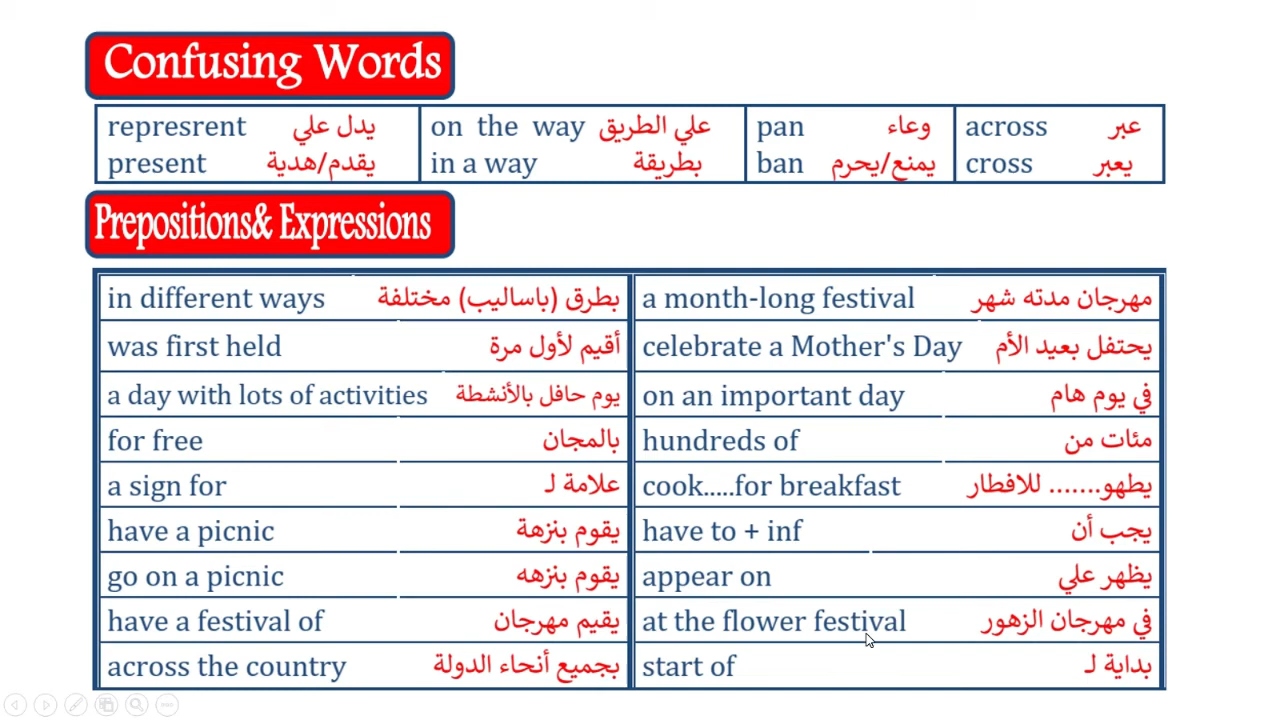 Confusing Words
represrent يدل علي
present يقدم/هدية
on the way علي الطريق
in a way بطريقة
pan وعاء
ban يمنع/يحرم
across عبر
cross يعبر
Prepositions& Expressions
in different ways بطرق (باساليب) مختلفة
a month-long festival مهرجان مدته شهر
was first held أقيم لأول مرة
celebrate a Mother's Day يحتفل بعيد الأم
a day with lots of activities يوم حافل بالأنشطة
on an important day في يوم هام
for free بالمجان
hundreds of مئات من
a sign for علامة لـ
cook.....for breakfast يطهو....... للافطار
have a picnic يقوم بنزهة
have to + inf يجب أن
go on a picnic يقوم بنزهه
appear on يظهر علي
have a festival of يقيم مهرجان
at the flower festival في مهرجان الزهور
across the country بجميع أنحاء الدولة
start of بداية لـ